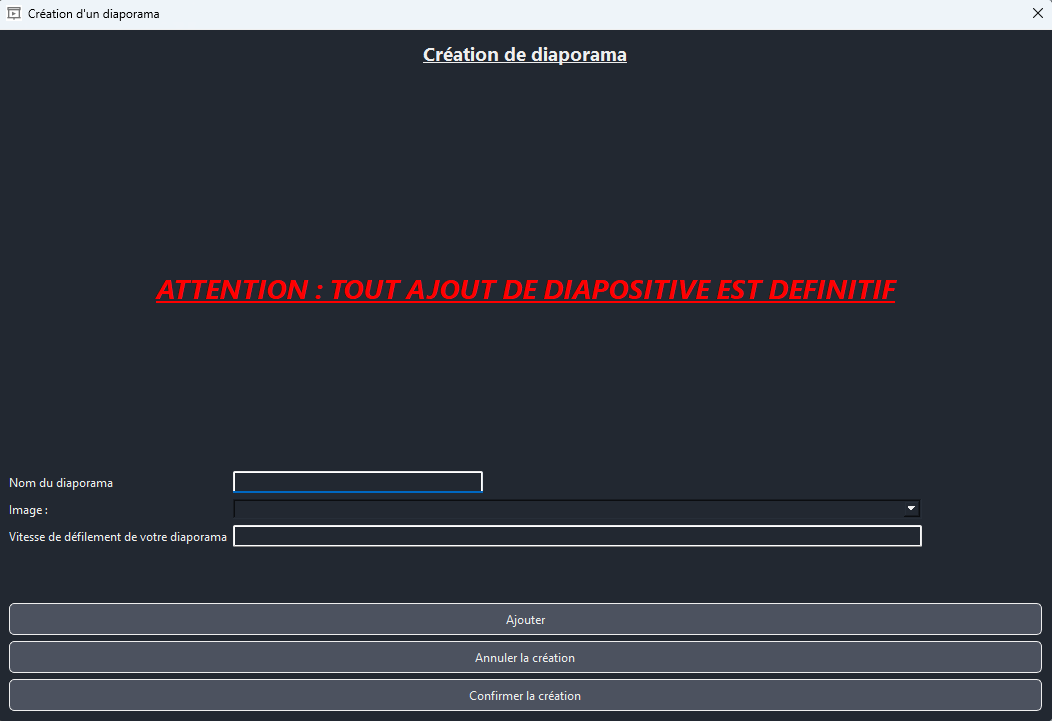 Création d'un diaporama
Création de diaporama
ATTENTION : TOUT AJOUT DE DIAPOSITIVE EST DEFINITIF
Nom du diaporama
Image :
Vitesse de défilement de votre diaporama
Ajouter
Annuler la création
Confirmer la création